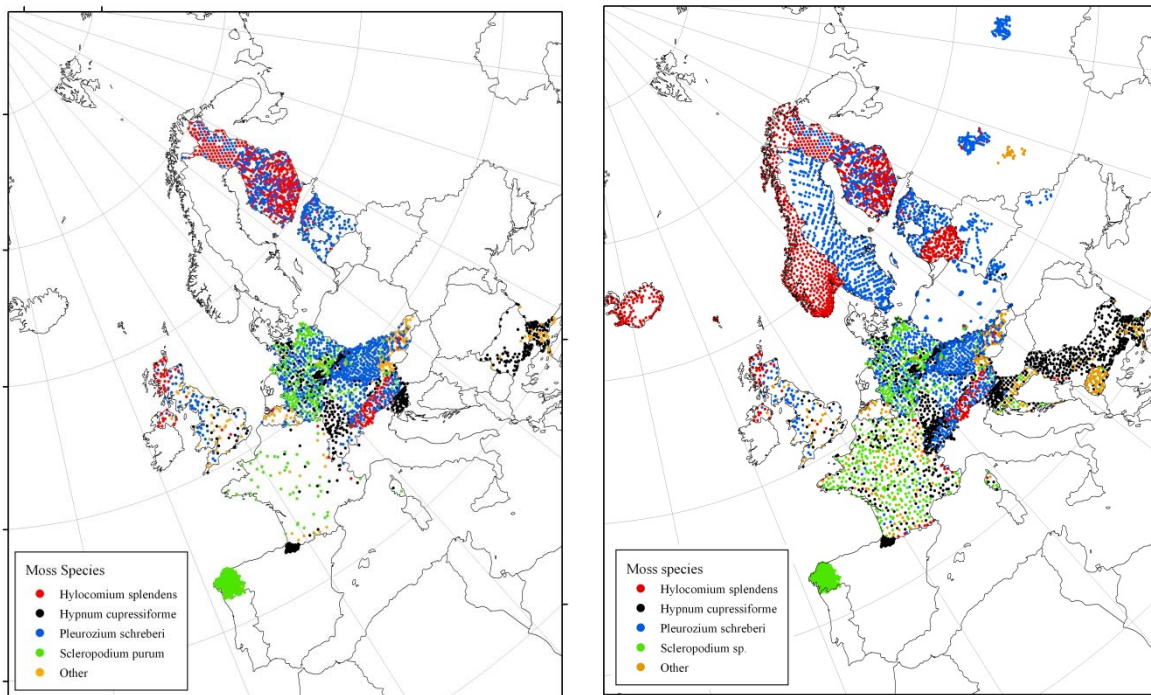 Moss Species
Hylocomium splendens
Hypnum cupressiforme
Pleurozium schreberi
Scleropodium purum
Other
Moss species
Hylocomium splendens
Hypnum cupressiforme
Pleurozium schreberi
Scleropodium sp.
Other